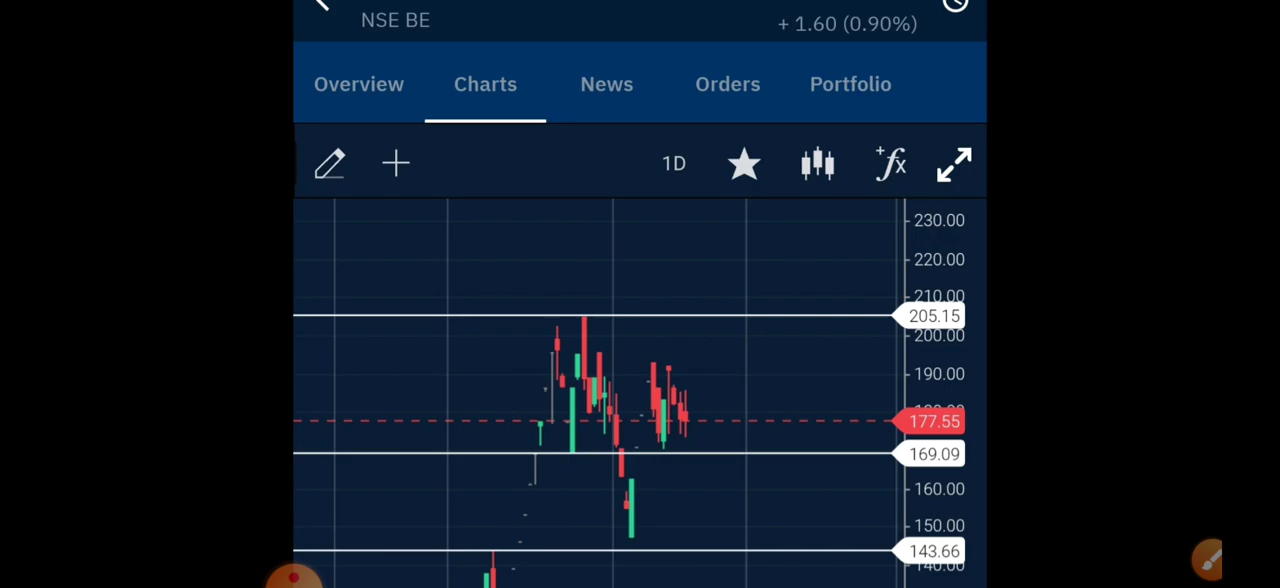 NSE BE
+ 1.60 (0.90%)
Overview Charts News Orders Portfolio
1D
+fx
230.00
220.00
210.00
205.15
200.00
190.00
177.55
169.09
160.00
150.00
143.66
140.00